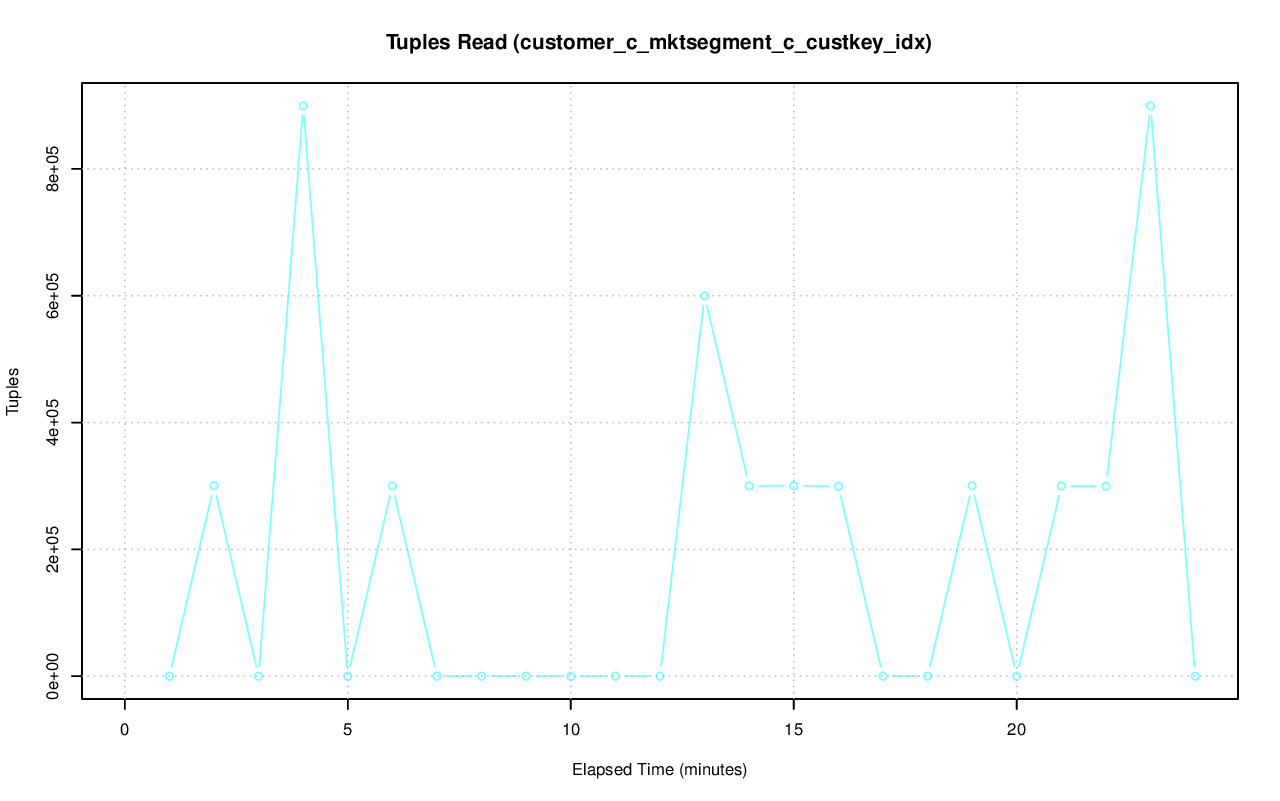 Tuples Read (customer_c_mktsegment_c_custkey_idx)
8e+05
6e+05
4e+05
2e+05
0e+00
Tuples
0 5 10 15 20
Elapsed Time (minutes)